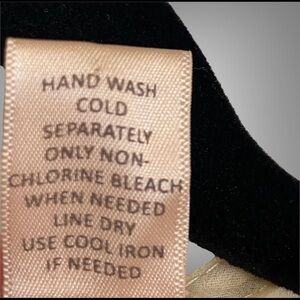 HAND WASH
COLD
SEPARATELY
ONLY NON-
CHLORINE BLEACH
WHEN NEEDED
LINE DRY
USE COOL IRON
IF NEEDED